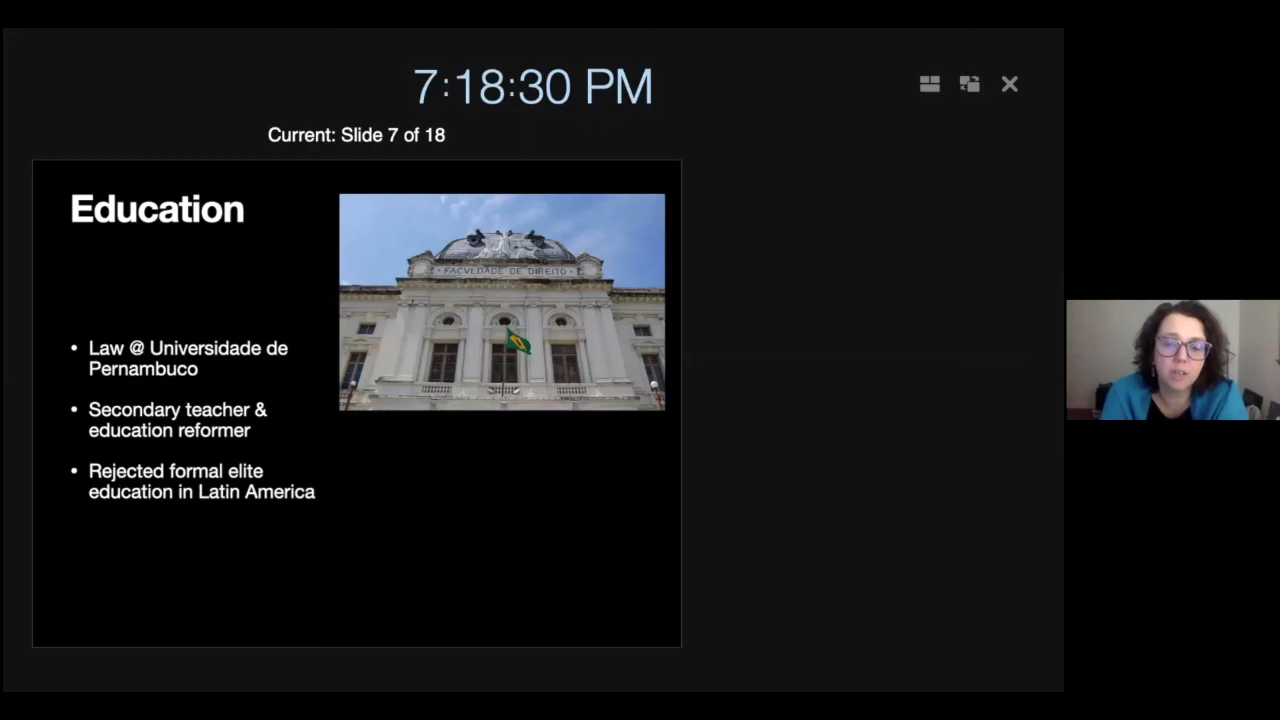 7:18:30 PM
Current: Slide 7 of 18
Education
FACVLDADE DE DIREITO
• Law @ Universidade de
Pernambuco
• Secondary teacher &
education reformer
• Rejected formal elite
education in Latin America